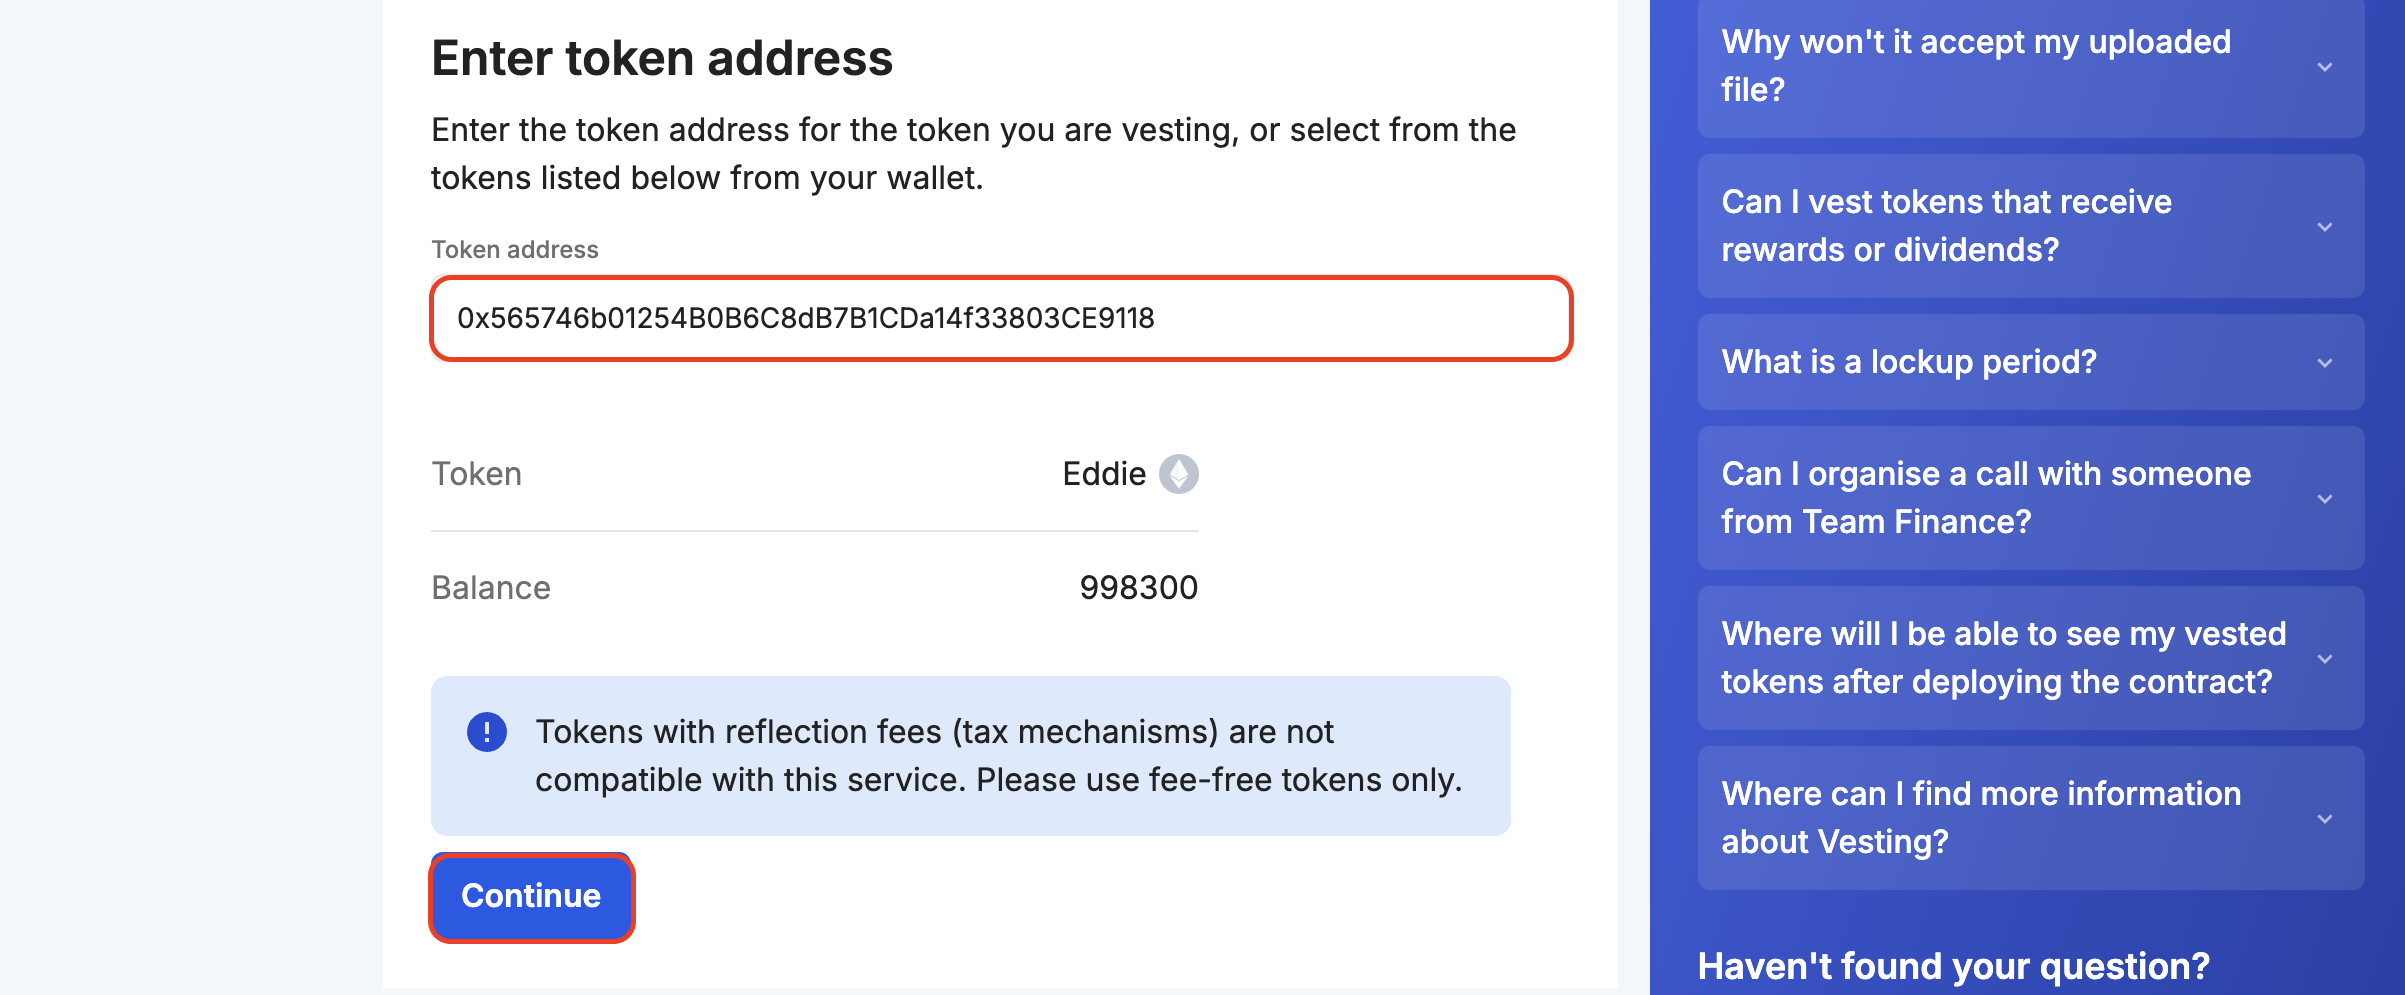 Enter token address
Enter the token address for the token you are vesting, or select from the
tokens listed below from your wallet.
Token address
0x565746b01254B0B6C8dB7B1CDa14f33803CE9118
Token Eddie
Balance 998300
Tokens with reflection fees (tax mechanisms) are not
compatible with this service. Please use fee-free tokens only.
Continue
Why won't it accept my uploaded
file?
Can I vest tokens that receive
rewards or dividends?
What is a lockup period?
Can I organise a call with someone
from Team Finance?
Where will I be able to see my vested
tokens after deploying the contract?
Where can I find more information
about Vesting?
Haven't found your question?